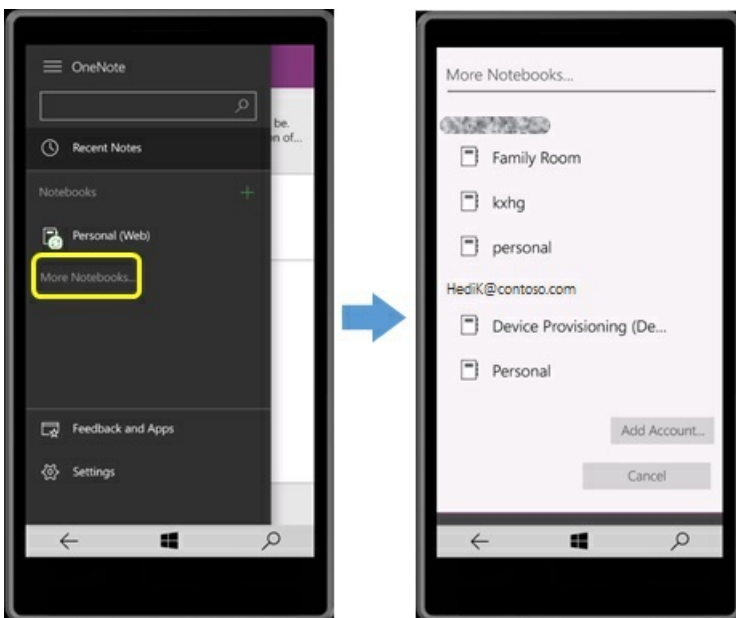 OneNote
be.
n of...
Recent Notes
Notebooks
Personal (Web)
More Notebooks...
Feedback and Apps
Settings
More Notebooks...
Family Room
kxhg
personal
HediK@contoso.com
Device Provisioning (De...
Personal
Add Account...
Cancel